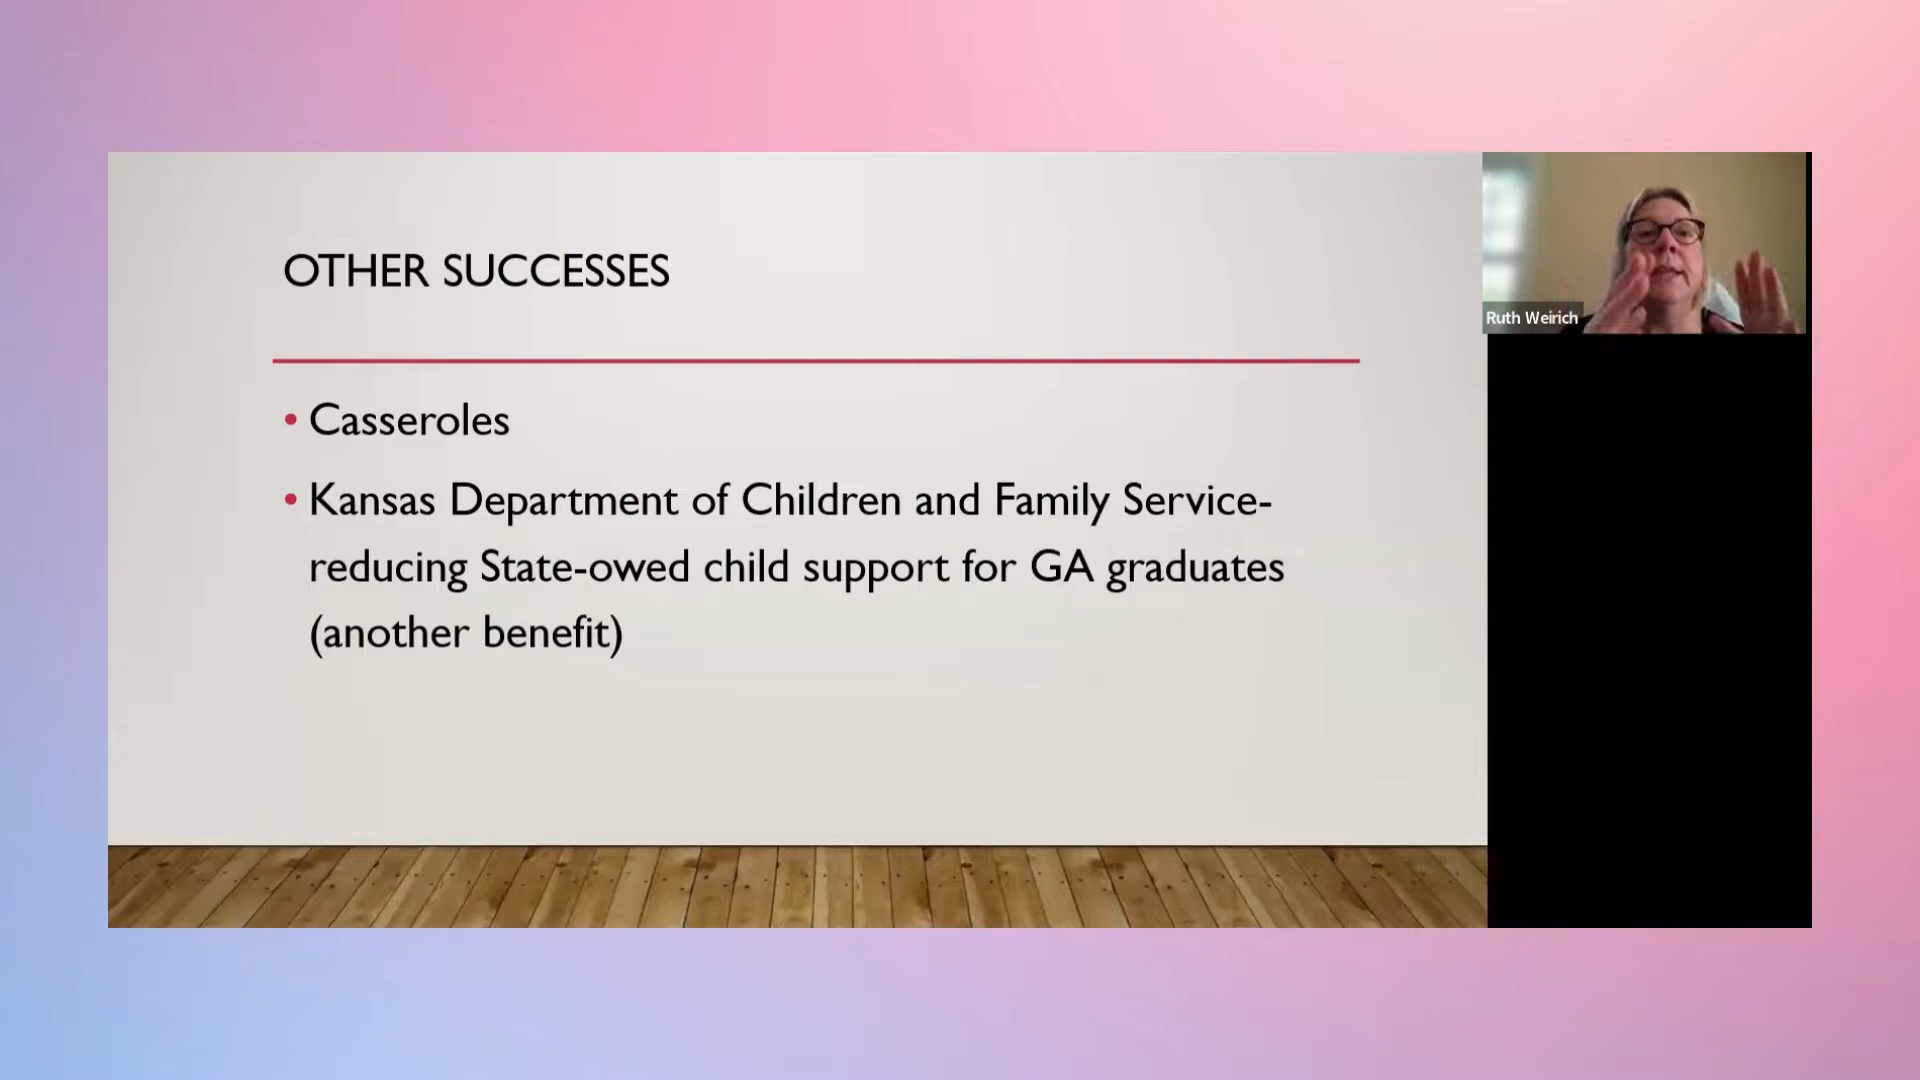 OTHER SUCCESSES
• Casseroles
• Kansas Department of Children and Family Service-
reducing State-owed child support for GA graduates
(another benefit)
Ruth Weirich